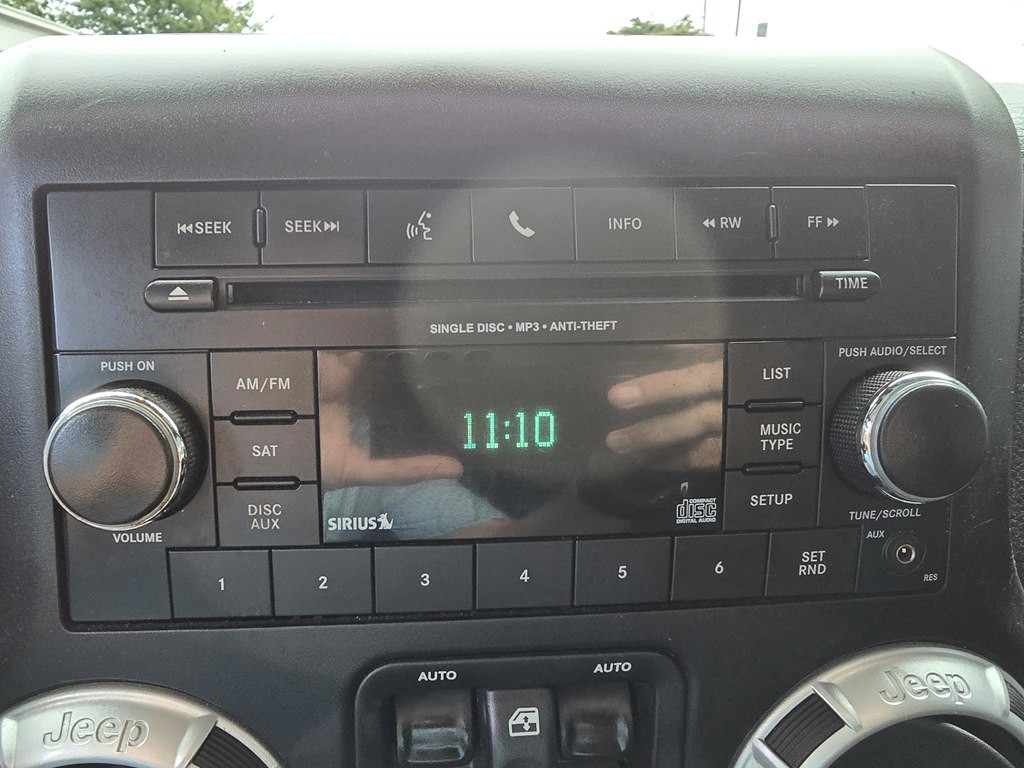 SEEK
SEEK
INFO
RW
FF
TIME
SINGLE DISC • MP3 • ANTI-THEFT
PUSH ON
VOLUME
AM/FM
SAT
DISC
AUX
11:10
SIRIUS
COMPACT
disc
DIGITAL AUDIO
LIST
MUSIC
TYPE
SETUP
PUSH AUDIO/SELECT
TUNE/SCROLL
AUX
RES
1
2
3
4
5
6
SET
RND
AUTO
AUTO
Jeep
Jeep